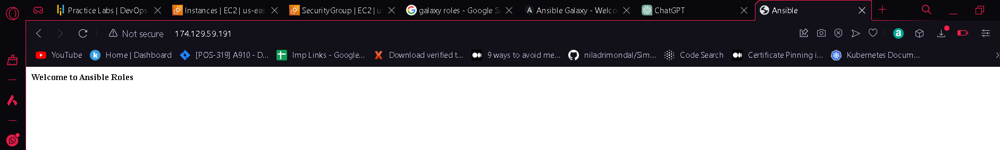 Practice Labs | DevOps
Instances | EC2 | us-eas
SecurityGroup | EC2 | us
galaxy roles - Google Se
Ansible Galaxy - Welco
ChatGPT
Ansible
Not secure 174.129.59.191
YouTube
Home | Dashboard
[POS-319] A910 - D...
Imp Links - Google...
Download verified t...
9 ways to avoid me...
niladrimondal/Sim...
Code Search
Certificate Pinning i...
Kubernetes Docum...
Welcome to Ansible Roles